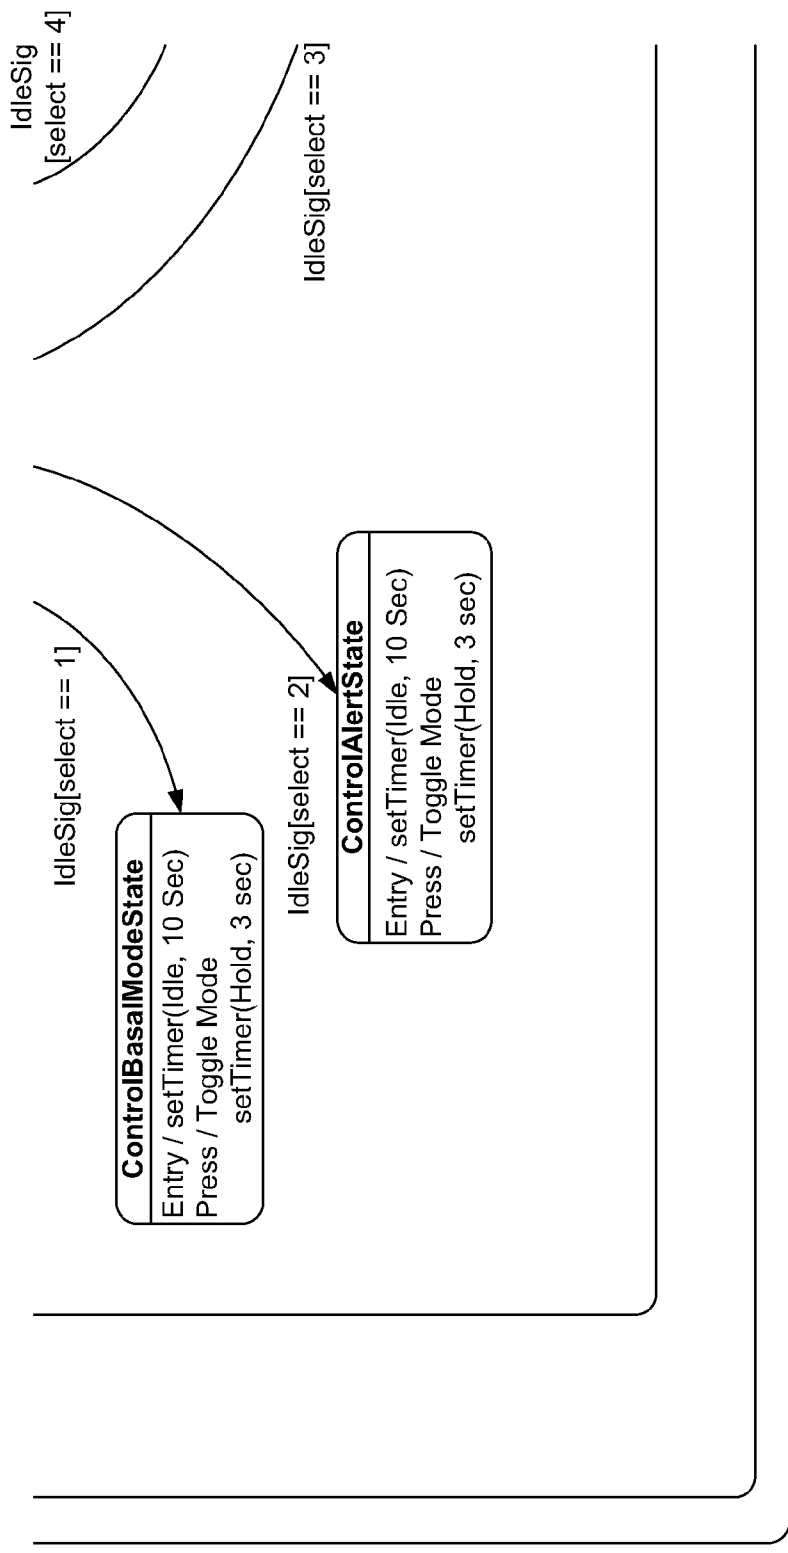 IdleSig
[select == 4]
IdleSig[select == 3]
IdleSig[select == 1]
ControlBasalModeState
Entry / setTimer(Idle, 10 Sec)
Press / Toggle Mode
setTimer(Hold, 3 sec)
IdleSig[select == 2]
ControlAlertState
Entry / setTimer(Idle, 10 Sec)
Press / Toggle Mode
setTimer(Hold, 3 sec)